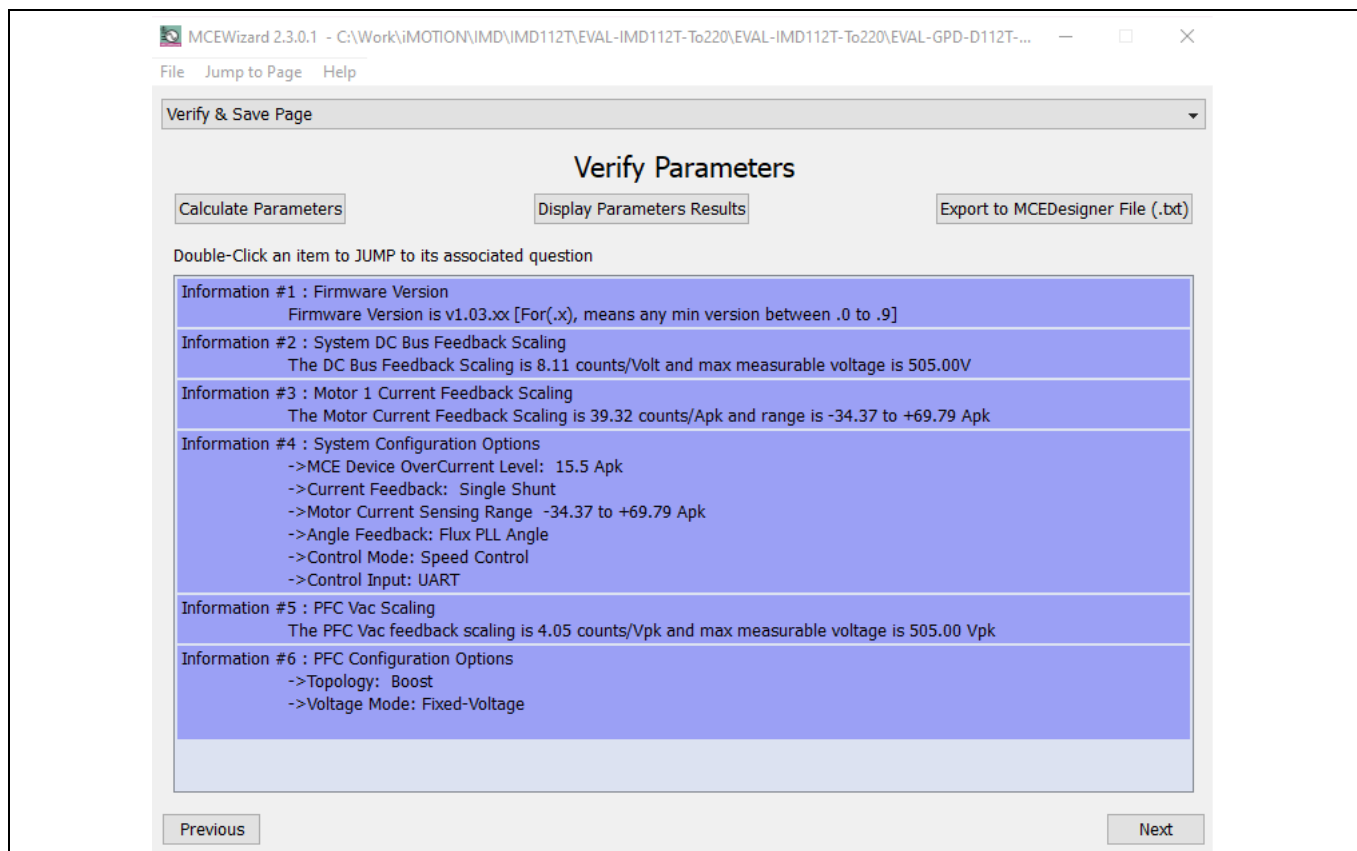 MCEWizard 2.3.0.1 - C:\Work\iMOTION\IMD\IMD112T\EVAL-IMD112T-To220\EVAL-IMD112T-To220\EVAL-GPD-D112T-...
File Jump to Page Help
Verify & Save Page
Verify Parameters
Calculate Parameters Display Parameters Results Export to MCEDesigner File (.txt)
Double-Click an item to JUMP to its associated question
Information #1 : Firmware Version
Firmware Version is v1.03.xx [For(.x), means any min version between .0 to .9]
Information #2 : System DC Bus Feedback Scaling
The DC Bus Feedback Scaling is 8.11 counts/Volt and max measurable voltage is 505.00V
Information #3 : Motor 1 Current Feedback Scaling
The Motor Current Feedback Scaling is 39.32 counts/Apk and range is -34.37 to +69.79 Apk
Information #4 : System Configuration Options
->MCE Device OverCurrent Level: 15.5 Apk
->Current Feedback: Single Shunt
->Motor Current Sensing Range -34.37 to +69.79 Apk
->Angle Feedback: Flux PLL Angle
->Control Mode: Speed Control
->Control Input: UART
Information #5 : PFC Vac Scaling
The PFC Vac feedback scaling is 4.05 counts/Vpk and max measurable voltage is 505.00 Vpk
Information #6 : PFC Configuration Options
->Topology: Boost
->Voltage Mode: Fixed-Voltage
Previous Next